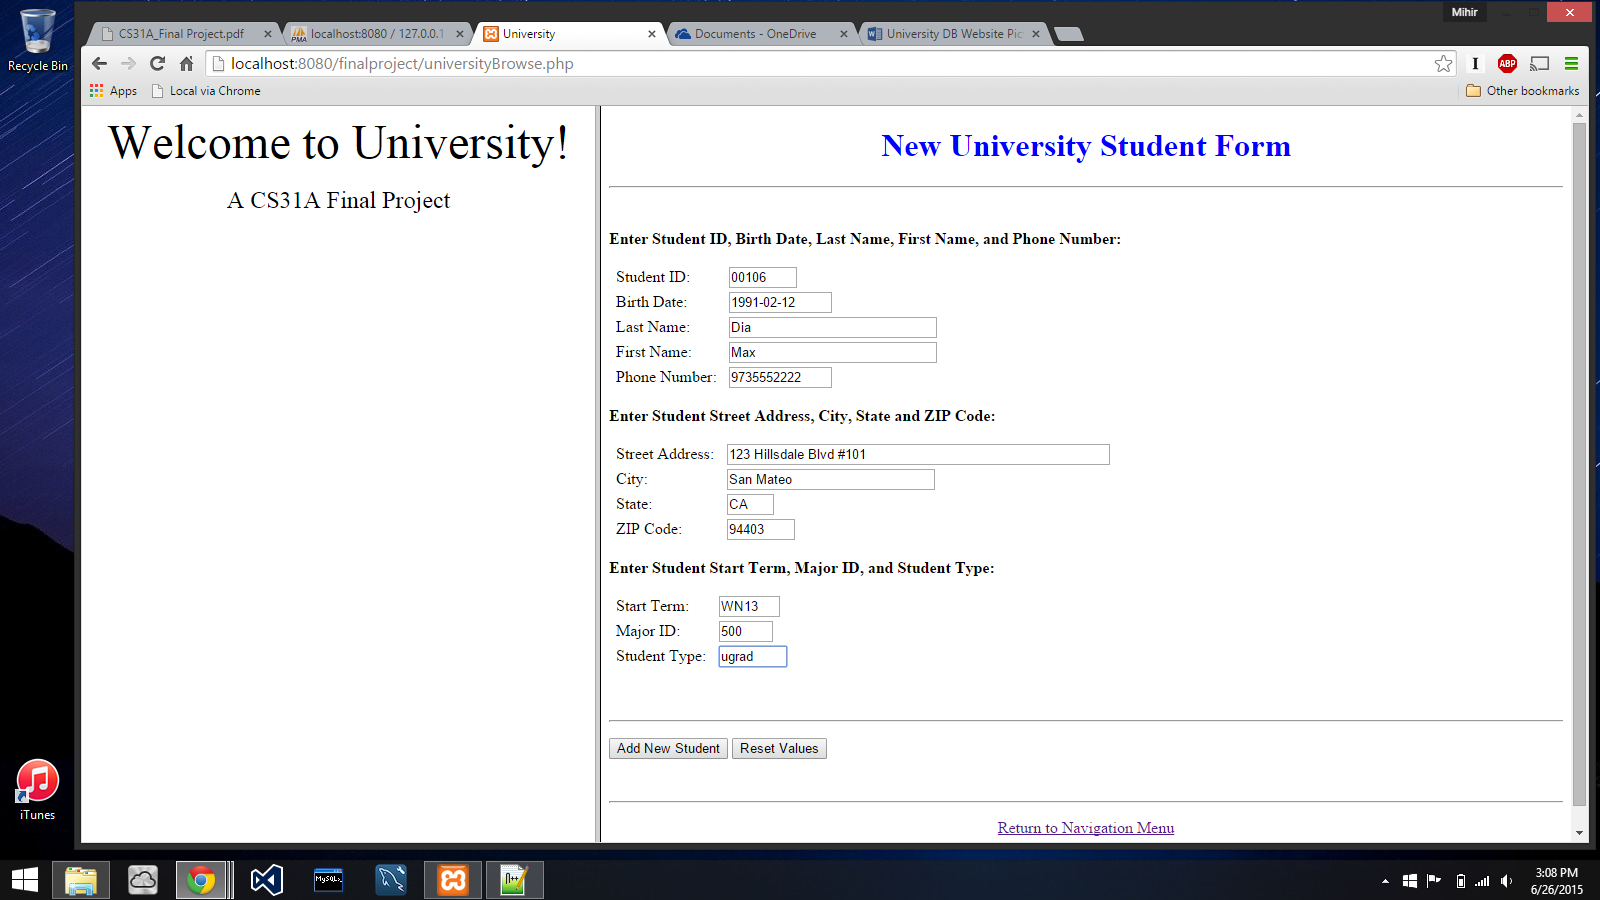 Recycle Bin
iTunes
Mihir
CS31A_Final Project.pdf
localhost:8080 / 127.0.0.1
University
Documents - OneDrive
University DB Website Pic
localhost:8080/finalproject/universityBrowse.php
ABP
Apps
Local via Chrome
Other bookmarks
Welcome to University!
A CS31A Final Project
New University Student Form
Enter Student ID, Birth Date, Last Name, First Name, and Phone Number:
Student ID: 00106
Birth Date: 1991-02-12
Last Name: Dia
First Name: Max
Phone Number: 9735552222
Enter Student Street Address, City, State and ZIP Code:
Street Address: 123 Hillsdale Blvd #101
City: San Mateo
State: CA
ZIP Code: 94403
Enter Student Start Term, Major ID, and Student Type:
Start Term: WN13
Major ID: 500
Student Type: ugrad
Add New Student Reset Values
Return to Navigation Menu
3:08 PM
6/26/2015